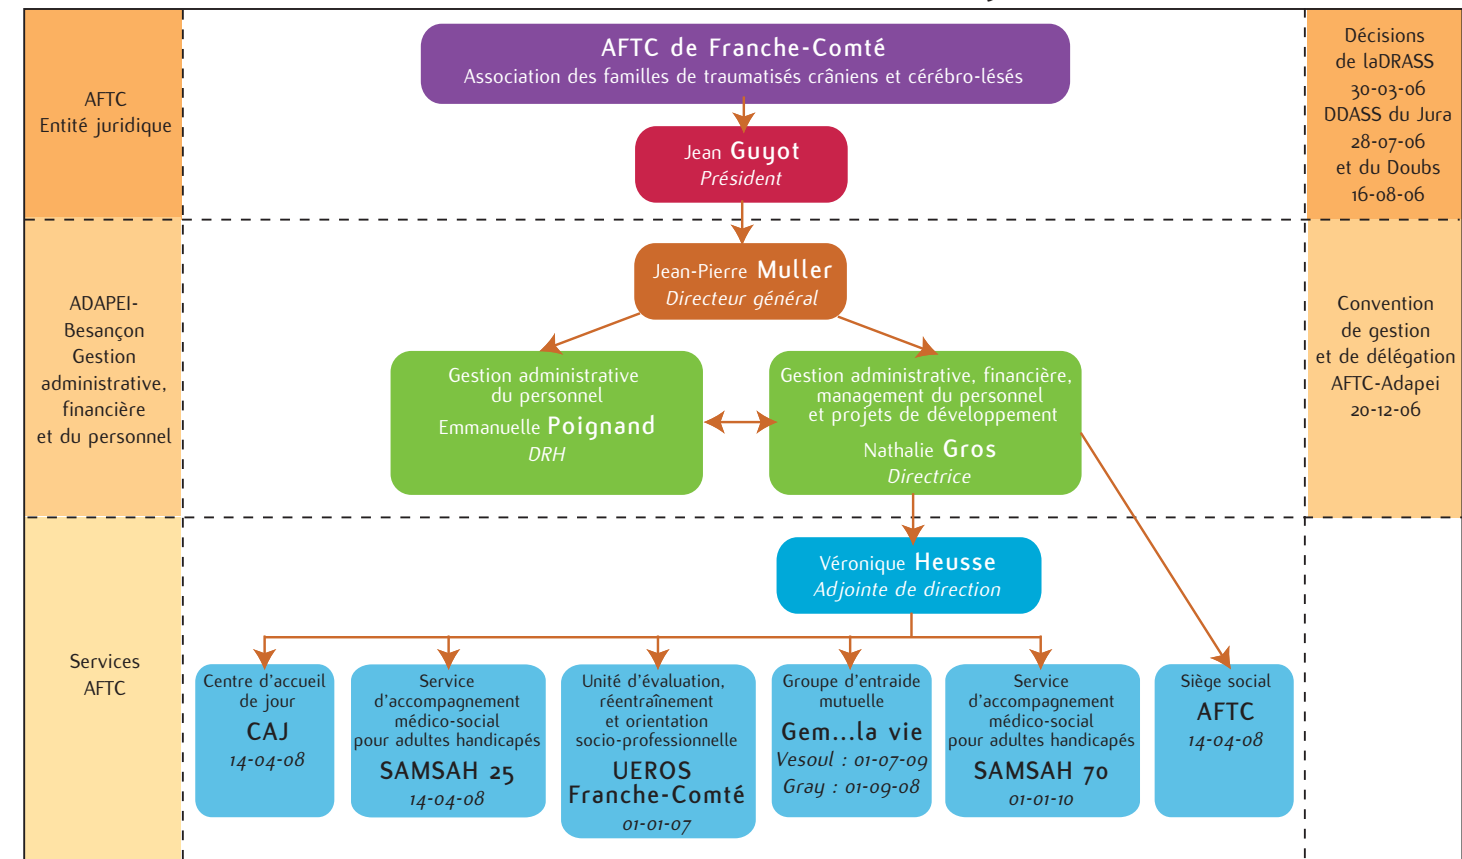 AFTC de Franche-Comté
Association des familles de traumatisés crâniens et cérébro-lésés
AFTC
Entité juridique
Jean Guyot
Président
Décisions
de laDRASS
30-03-06
DDASS du Jura
28-07-06
et du Doubs
16-08-06
ADAPEI-
Besançon
Gestion
administrative,
financière
et du personnel
Jean-Pierre Muller
Directeur général
Gestion administrative
du personnel
Emmanuelle Poignand
DRH
Gestion administrative, financière,
management du personnel
et projets de développement
Nathalie Gros
Directrice
Convention
de gestion
et de délégation
AFTC-Adapei
20-12-06
Services
AFTC
Véronique Heusse
Adjointe de direction
Centre d'accueil
de jour
CAJ
14-04-08
Service
d'accompagnement
médico-social
pour adultes handicapés
SAMSAH 25
14-04-08
Unité d'évaluation,
réentraînement
et orientation
socio-professionnelle
UEROS
Franche-Comté
01-01-07
Groupe d'entraide
mutuelle
Gem...la vie
Vesoul : 01-07-09
Gray : 01-09-08
Service
d'accompagnement
médico-social
pour adultes handicapés
SAMSAH 70
01-01-10
Siège social
AFTC
14-04-08